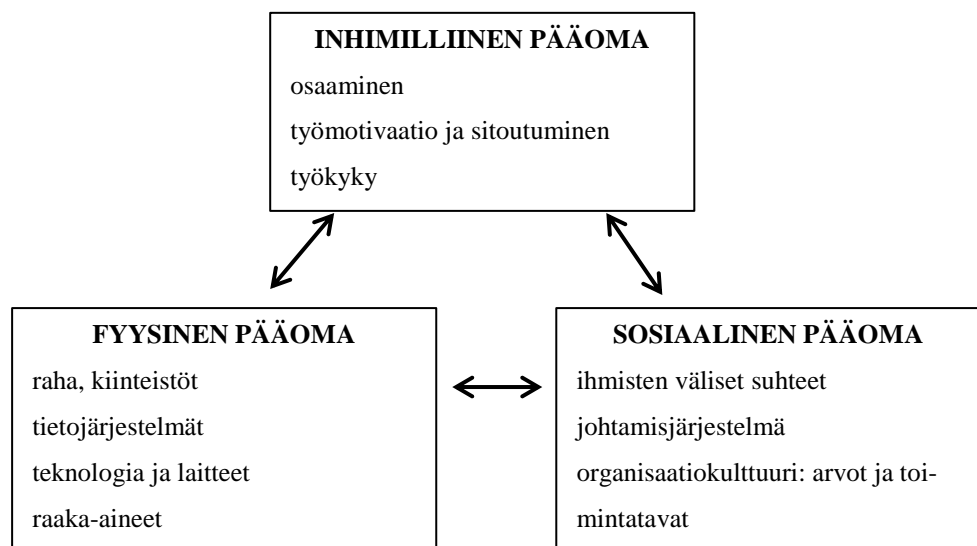 INHIMILLIINEN PÄÄOMA
osaaminen
työmotivaatio ja sitoutuminen
työkyky
FYYSINEN PÄÄOMA
raha, kiinteistöt
tietojärjestelmät
teknologia ja laitteet
raaka-aineet
SOSIAALINEN PÄÄOMA
ihmisten väliset suhteet
johtamisjärjestelmä
organisaatiokulttuuri: arvot ja toi-
mintatavat